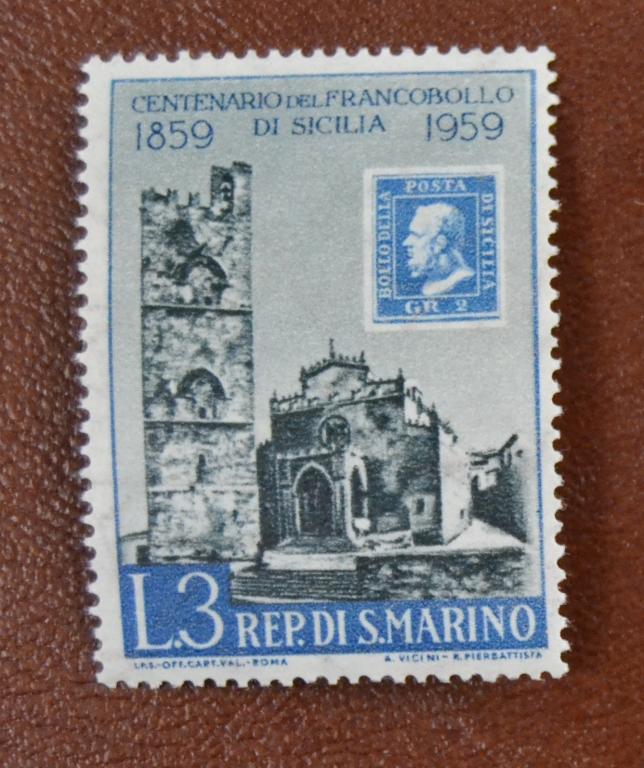 CENTENARIO DEL FRANCOBOLLO
1859 DI SICILIA 1959
POSTA
BOLLO DELLA
DI SICILIA
GR 2
L.3 REP. DI S. MARINO
I.P.S.-OFF.CART.VAL.-ROMA A. VICINI - R. PIERBATTISTA